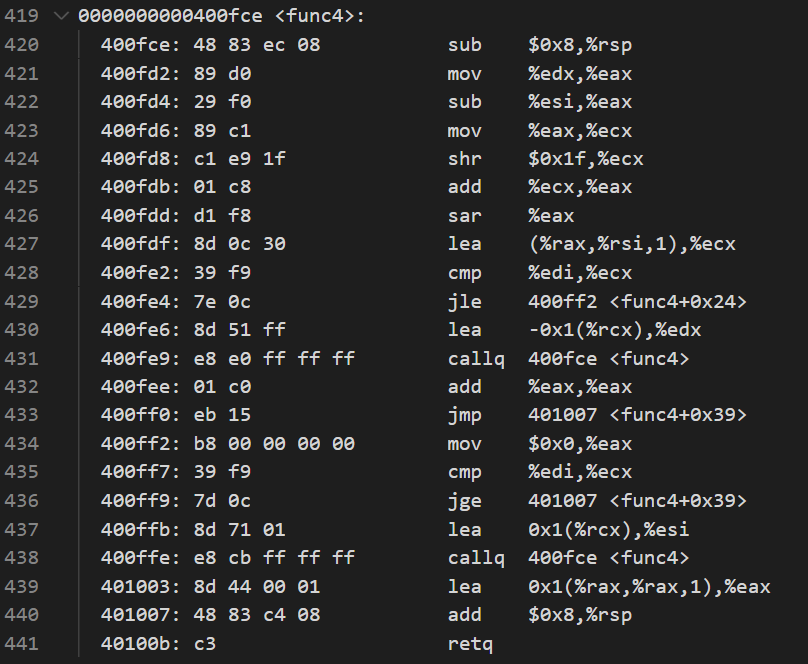 419 0000000000400fce <func4>:
420 400fce: 48 83 ec 08 sub $0x8,%rsp
421 400fd2: 89 d0 mov %edx,%eax
422 400fd4: 29 f0 sub %esi,%eax
423 400fd6: 89 c1 mov %eax,%ecx
424 400fd8: c1 e9 1f shr $0x1f,%ecx
425 400fdb: 01 c8 add %ecx,%eax
426 400fdd: d1 f8 sar %eax
427 400fdf: 8d 0c 30 lea (%rax,%rsi,1),%ecx
428 400fe2: 39 f9 cmp %edi,%ecx
429 400fe4: 7e 0c jle 400ff2 <func4+0x24>
430 400fe6: 8d 51 ff lea -0x1(%rcx),%edx
431 400fe9: e8 e0 ff ff ff callq 400fce <func4>
432 400fee: 01 c0 add %eax,%eax
433 400ff0: eb 15 jmp 401007 <func4+0x39>
434 400ff2: b8 00 00 00 00 mov $0x0,%eax
435 400ff7: 39 f9 cmp %edi,%ecx
436 400ff9: 7d 0c jge 401007 <func4+0x39>
437 400ffb: 8d 71 01 lea 0x1(%rcx),%esi
438 400ffe: e8 cb ff ff ff callq 400fce <func4>
439 401003: 8d 44 00 01 lea 0x1(%rax,%rax,1),%eax
440 401007: 48 83 c4 08 add $0x8,%rsp
441 40100b: c3 retq